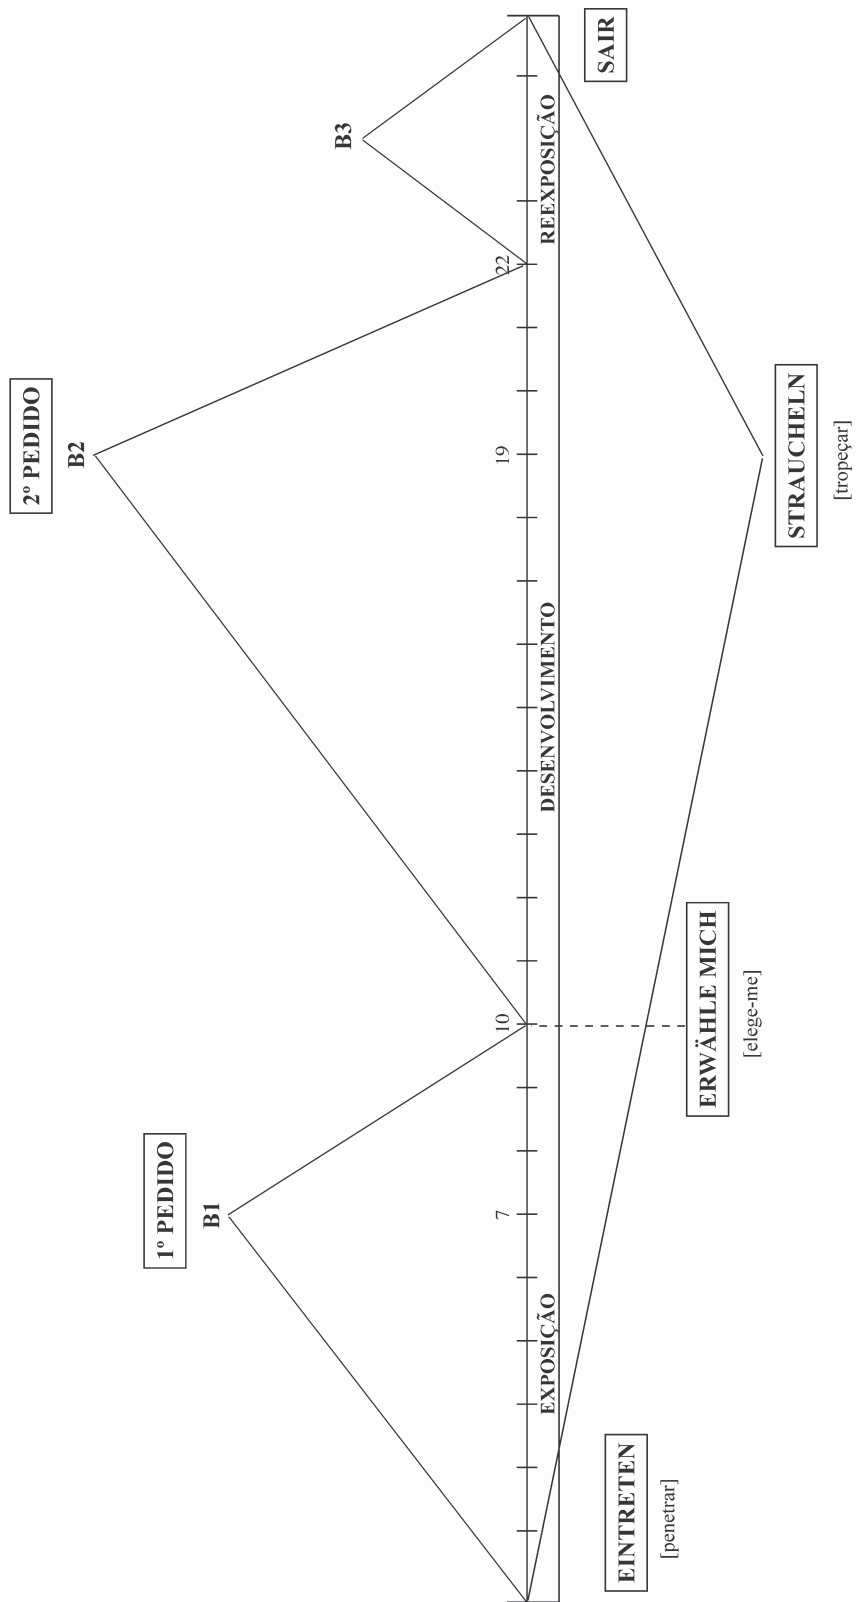 2º PEDIDO
1º PEDIDO
B2
B1
B3
7
10
19
22
EXPOSIÇÃO
DESENVOLVIMENTO
REEXPOSIÇÃO
EINTRETEN
[penetrar]
ERWÄHLE MICH
[elege-me]
STRAUCHELN
[tropeçar]
SAIR